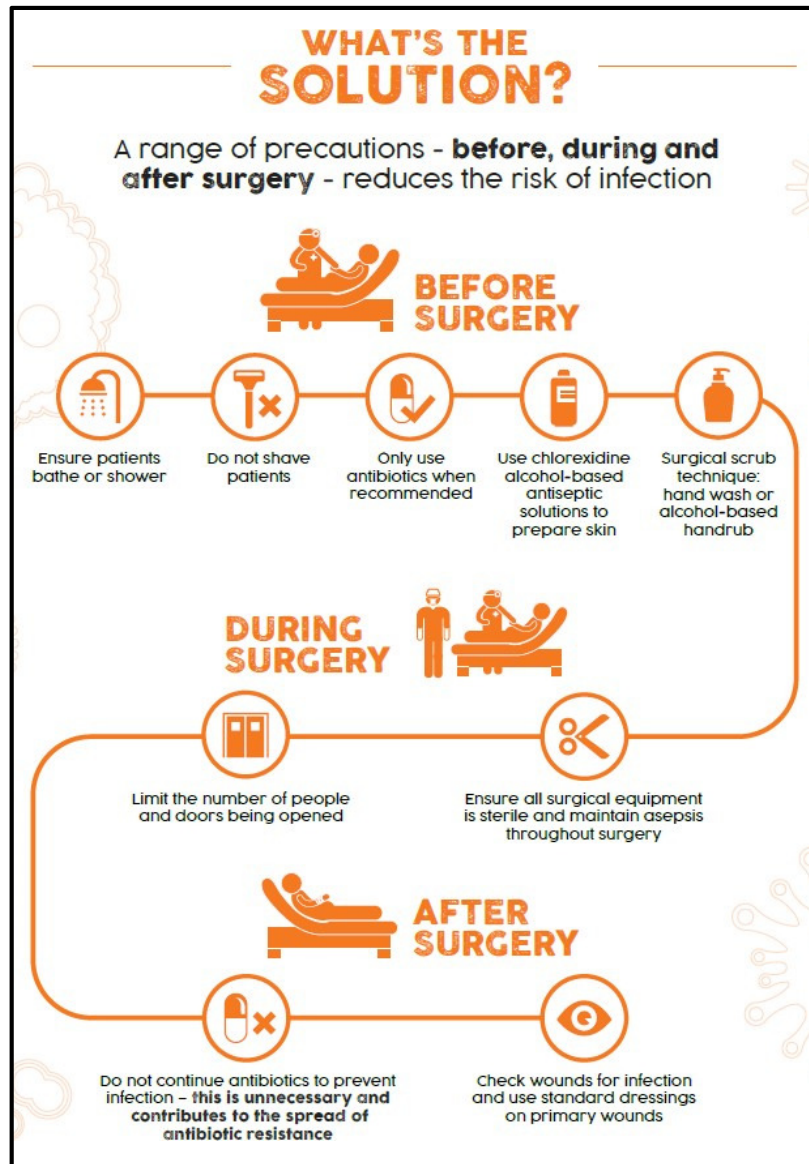 WHAT'S THE
SOLUTION?
A range of precautions - before, during and
after surgery - reduces the risk of infection
BEFORE
SURGERY
Ensure patients
bathe or shower
Do not shave
patients
Only use
antibiotics when
recommended
Use chlorexidine
alcohol-based
antiseptic
solutions to
prepare skin
Surgical scrub
technique:
hand wash or
alcohol-based
handrub
DURING
SURGERY
Limit the number of people
and doors being opened
Ensure all surgical equipment
is sterile and maintain asepsis
throughout surgery
AFTER
SURGERY
Do not continue antibiotics to prevent
infection – this is unnecessary and
contributes to the spread of
antibiotic resistance
Check wounds for infection
and use standard dressings
on primary wounds